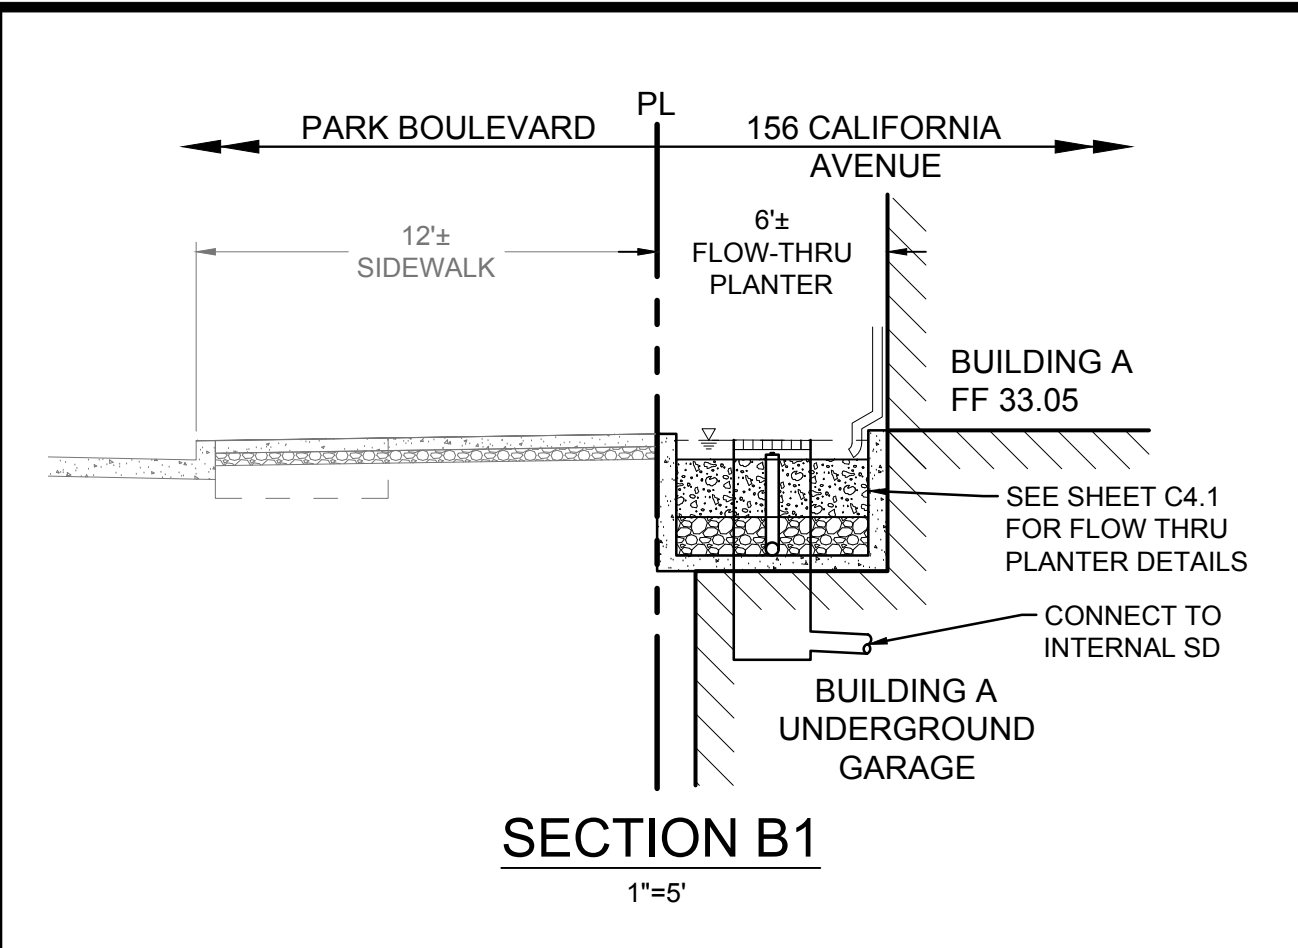 PL
PARK BOULEVARD
156 CALIFORNIA
AVENUE
12'±
SIDEWALK
6'±
FLOW-THRU
PLANTER
BUILDING A
FF 33.05
SEE SHEET C4.1
FOR FLOW THRU
PLANTER DETAILS
CONNECT TO
INTERNAL SD
BUILDING A
UNDERGROUND
GARAGE
SECTION B1
1"=5'